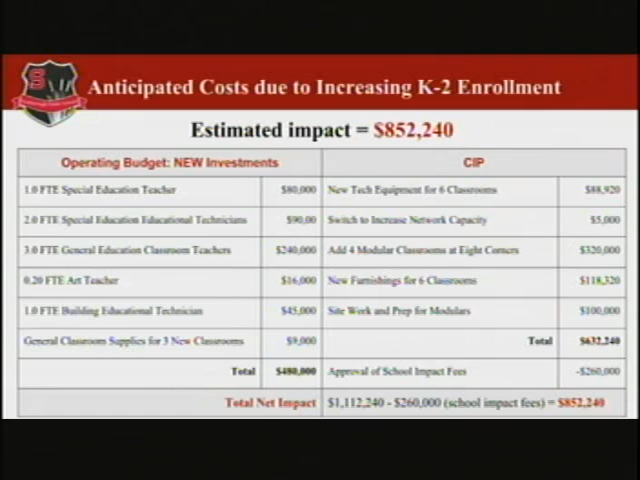 S
Anticipated Costs due to Increasing K-2 Enrollment
Estimated impact = $852,240
Operating Budget: NEW Investments CIP
1.0 FTE Special Education Teacher $80,000 New Tech Equipment for 6 Classrooms $88,920
2.0 FTE Special Education Educational Technicians $90,00 Switch to Increase Network Capacity $5,000
3.0 FTE General Education Classroom Teachers $240,000 Add 4 Modular Classrooms at Eight Corners $320,000
0.20 FTE Art Teacher $16,000 New Furnishings for 6 Classrooms $118,320
1.0 FTE Building Educational Technician $45,000 Site Work and Prep for Modulars $100,000
General Classroom Supplies for 3 New Classrooms $9,000 Total $632,240
Total $480,000 Approval of School Impact Fees -$260,000
Total Net Impact $1,112,240 - $260,000 (school impact fees) = $852,240